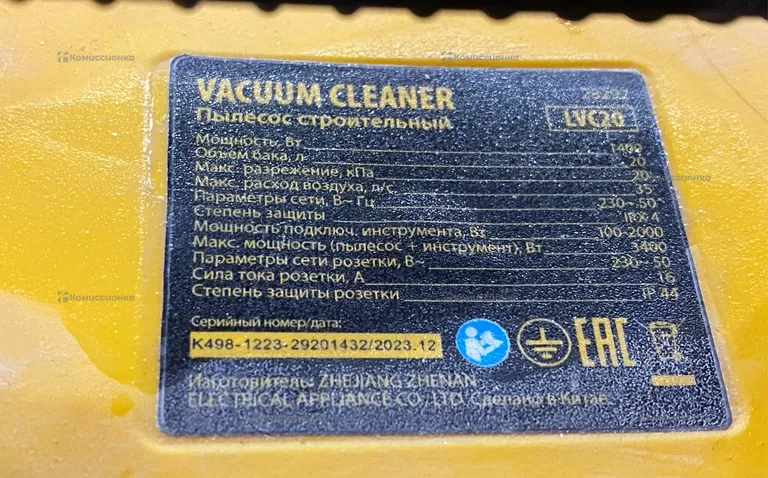 Комиссионка
Комиссионка
VACUUM CLEANER
Пылесос строительный
LVC20
Мощность, Вт 1400
Объем бака, л 20
Макс. разрежение, кПа 20
Макс. расход воздуха, л/с 35
Параметры сети, В~ Гц 230~ 50
Степень защиты IPX 4
Мощность подключ. инструмента, Вт 100-2000
Макс. мощность (пылесос + инструмент), Вт 3400
Параметры сети розетки, В~ 230~ 50
Сила тока розетки, А 16
Степень защиты розетки IP 44
Комиссионка
Комиссионка
Серийный номер/дата:
K498-1223-29201432/2023.12
EAC
Изготовитель: ZHEJIANG ZHENAN
ELECTRICAL APPLIANCE CO., LTD. Сделано в Китае